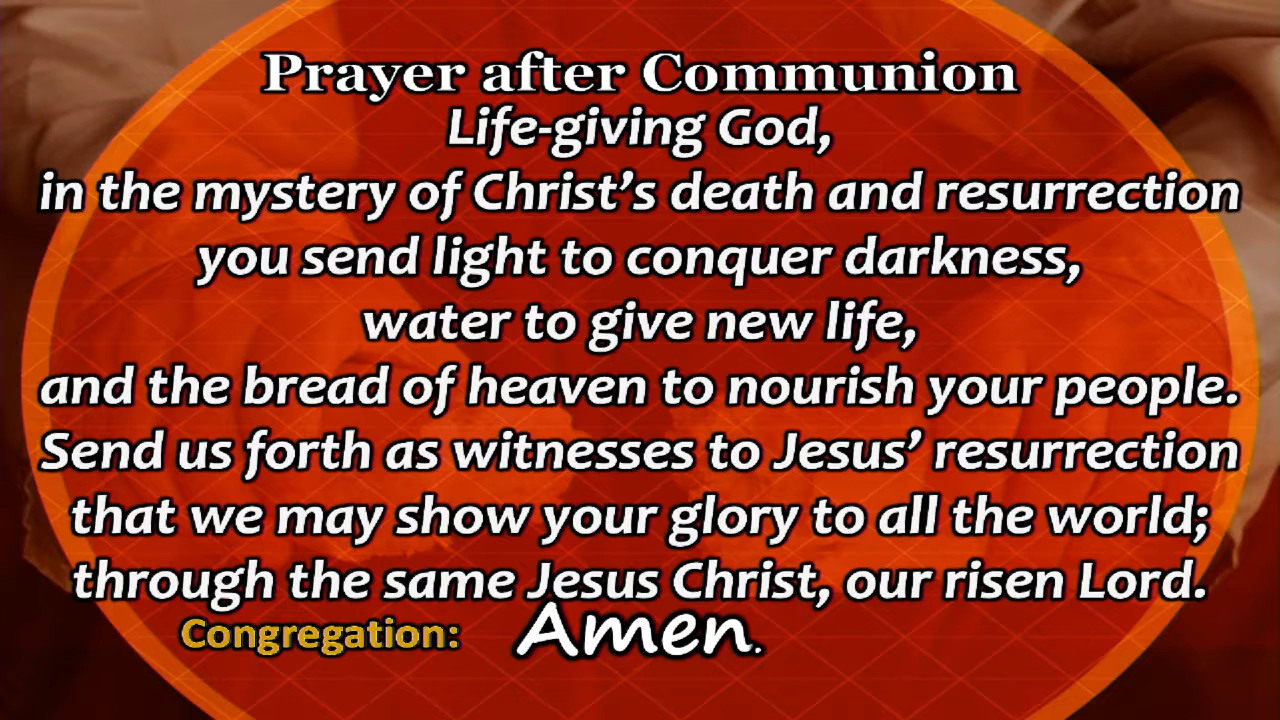 Prayer after Communion
Life-giving God,
in the mystery of Christ’s death and resurrection
you send light to conquer darkness,
water to give new life,
and the bread of heaven to nourish your people.
Send us forth as witnesses to Jesus’ resurrection
that we may show your glory to all the world;
through the same Jesus Christ, our risen Lord.
Congregation: Amen.